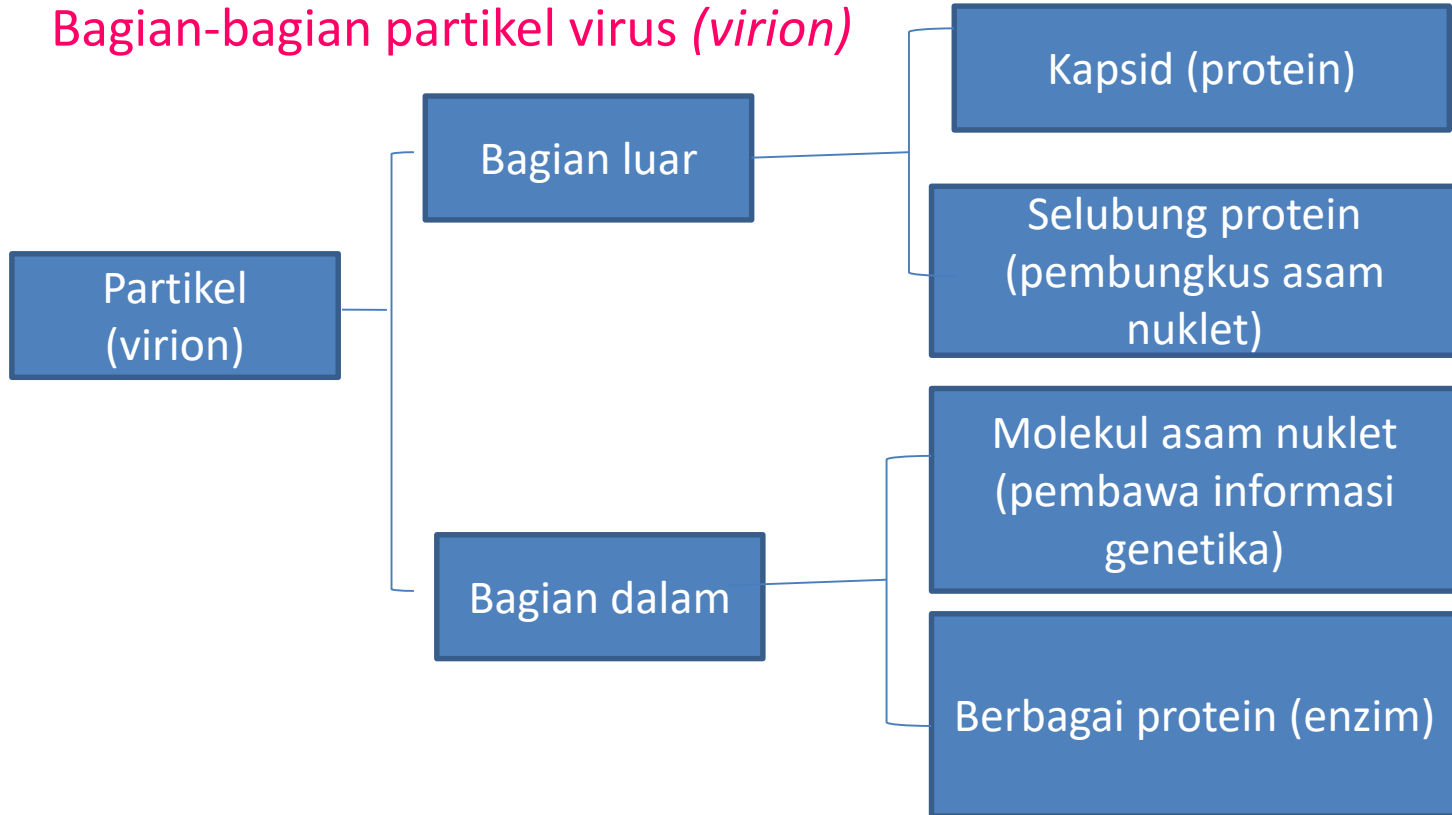 Bagian-bagian partikel virus (virion)
Kapsid (protein)
Bagian luar
Selubung protein
(pembungkus asam
nuklet)
Partikel
(virion)
Molekul asam nuklet
(pembawa informasi
genetika)
Bagian dalam
Berbagai protein (enzim)